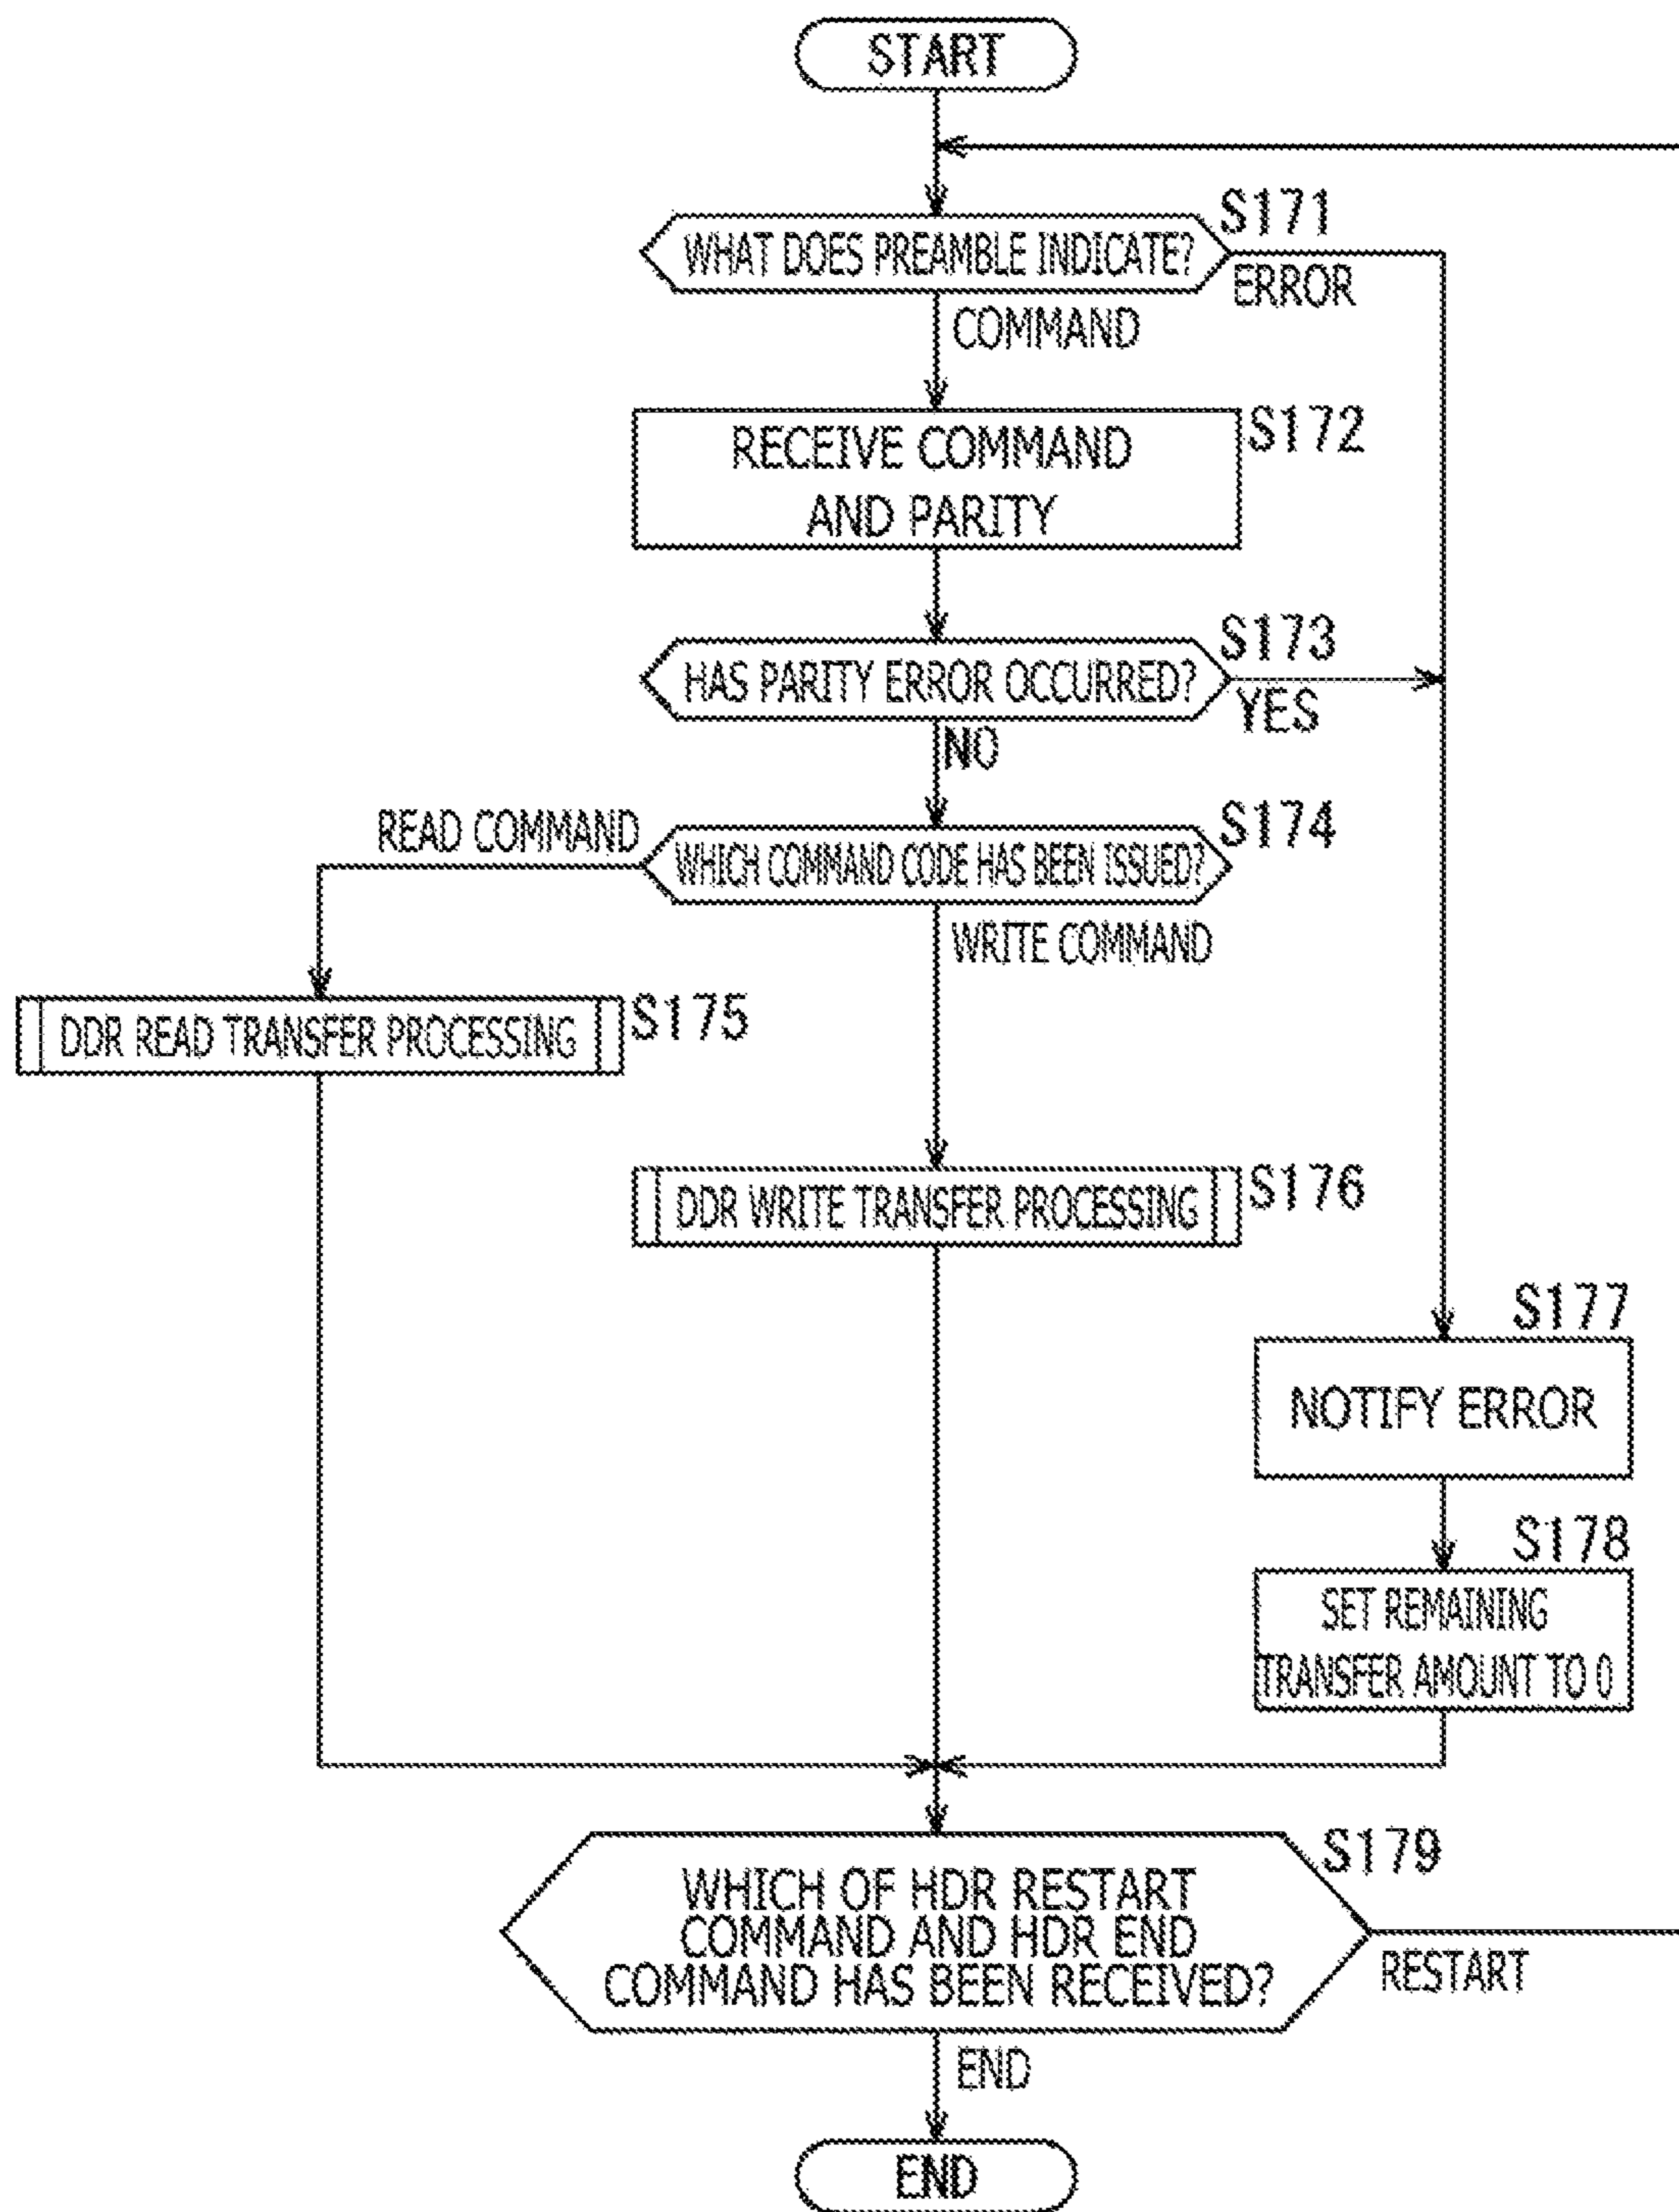 START
WHAT DOES PREAMBLE INDICATE?
S171
ERROR
COMMAND
RECEIVE COMMAND
AND PARITY
S172
HAS PARITY ERROR OCCURRED?
S173
YES
NO
READ COMMAND
WHICH COMMAND CODE HAS BEEN ISSUED?
S174
WRITE COMMAND
DDR READ TRANSFER PROCESSING
S175
DDR WRITE TRANSFER PROCESSING
S176
S177
NOTIFY ERROR
S178
SET REMAINING
TRANSFER AMOUNT TO 0
S179
WHICH OF HDR RESTART
COMMAND AND HDR END
COMMAND HAS BEEN RECEIVED?
RESTART
END
END